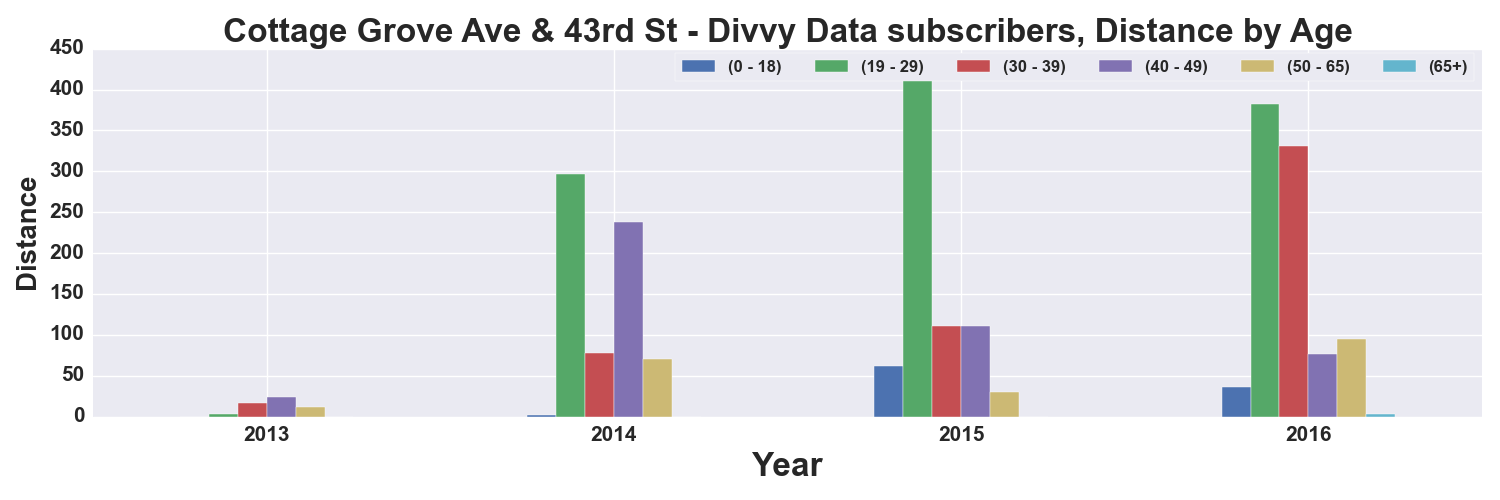 Cottage Grove Ave & 43rd St - Divvy Data subscribers, Distance by Age
(0 - 18) (19 - 29) (30 - 39) (40 - 49) (50 - 65) (65+)
450
400
350
300
250
200
150
100
50
0
Distance
2013 2014 2015 2016
Year